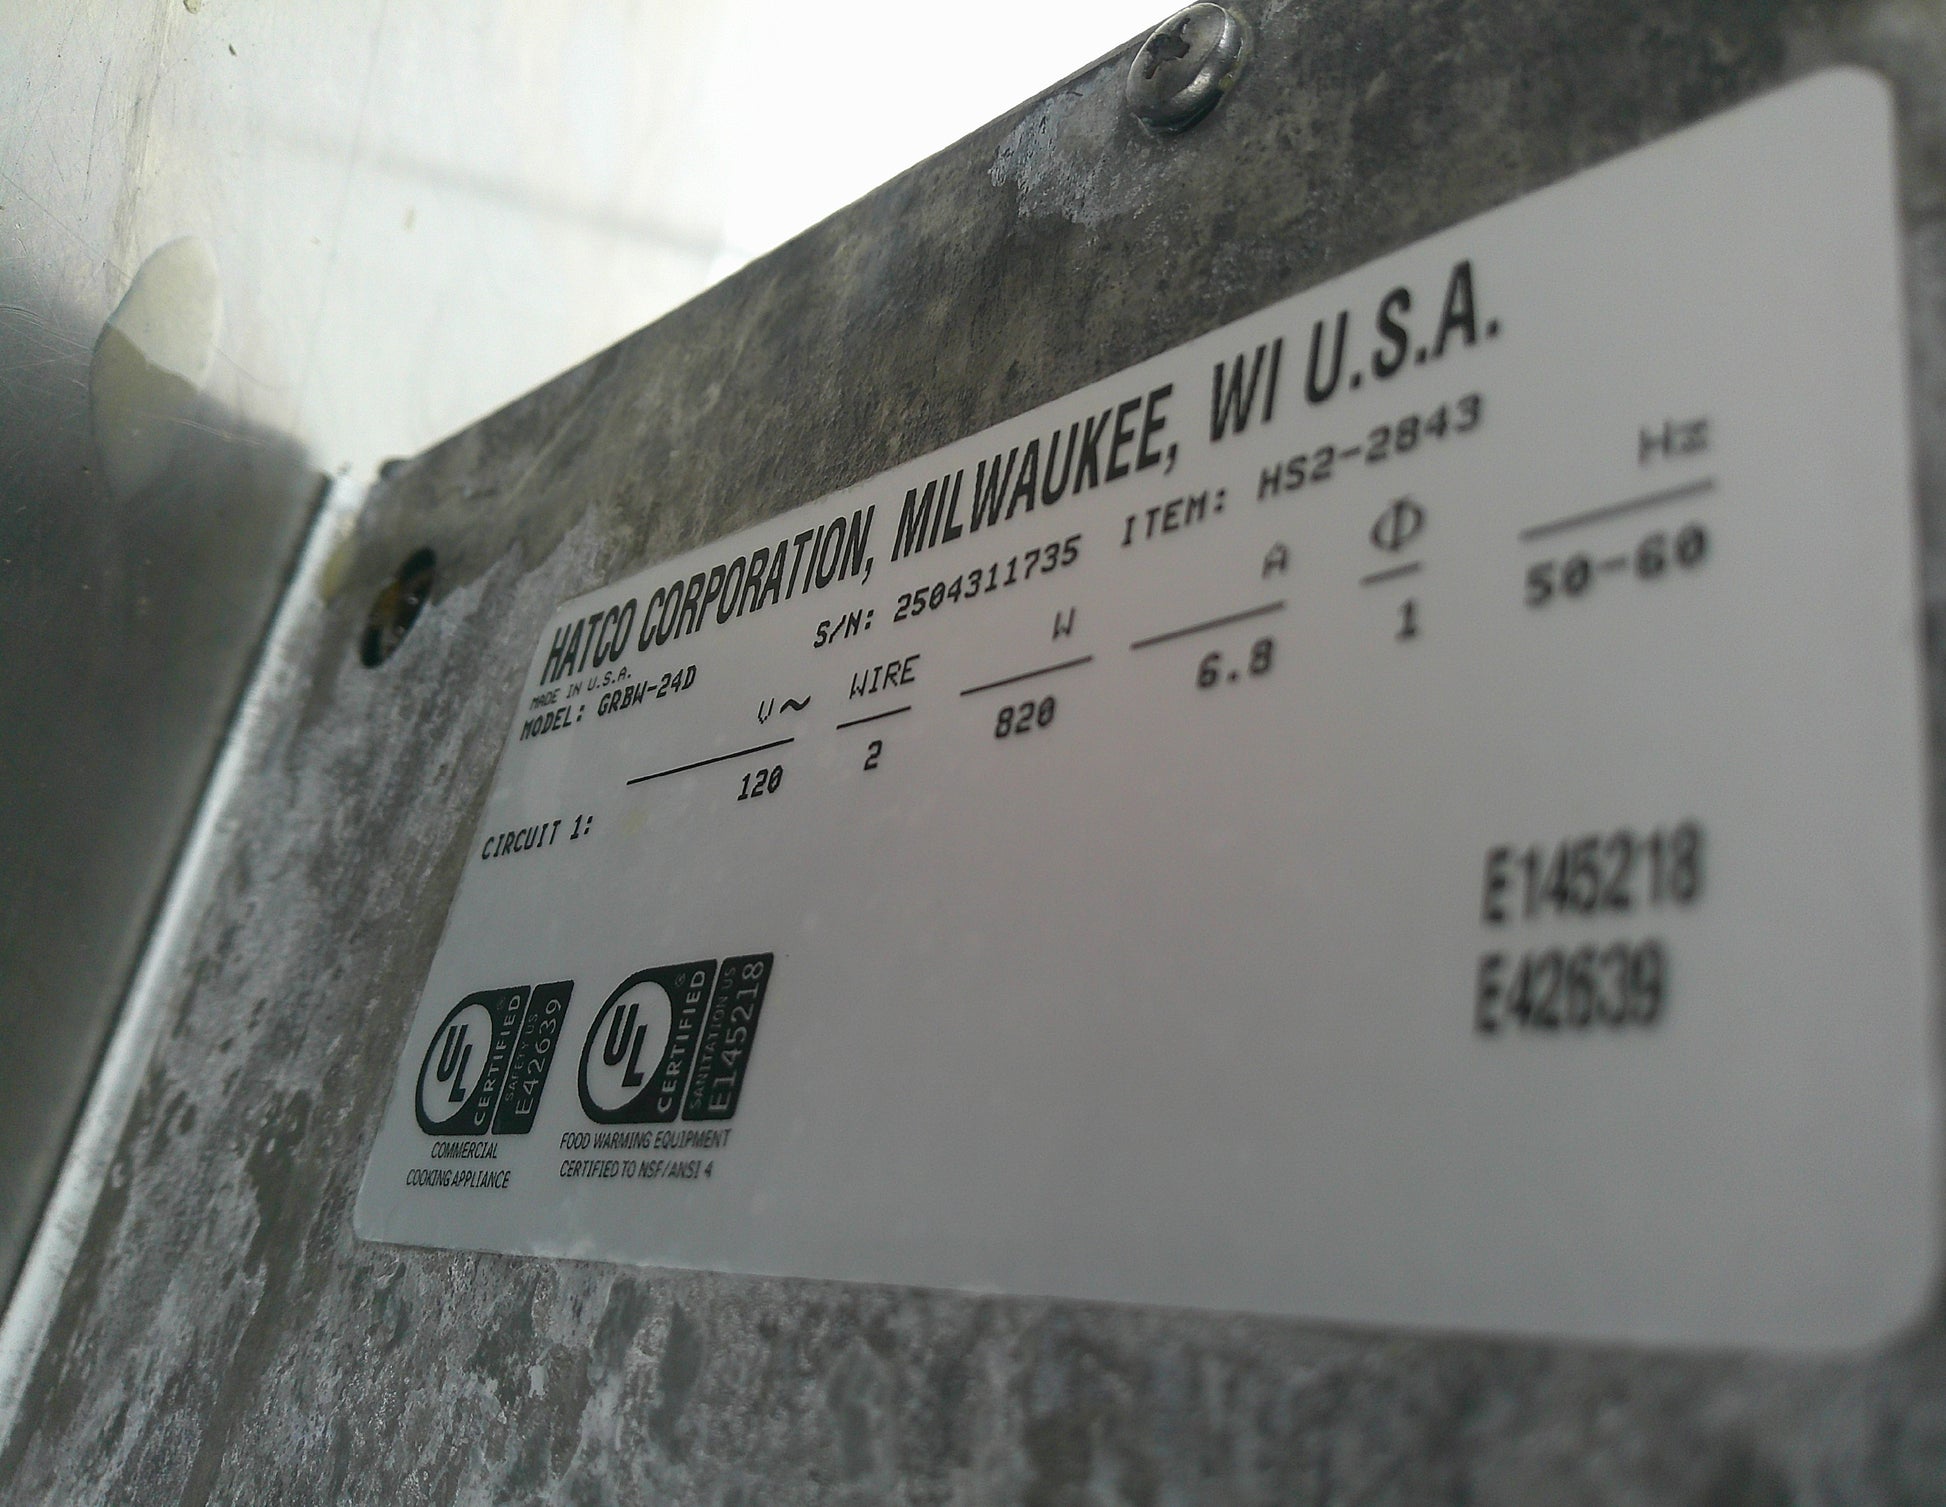 HATCO CORPORATION, MILWAUKEE, WI U.S.A.
MADE IN U.S.A.
MODEL: GRBW-24D S/N: 2504311735 ITEM: HS2-2843
V~ WIRE W A Φ Hz
CIRCUIT 1: 120 2 820 6.8 1 50-60
E145218
E42639
UL CERTIFIED ® SAFETY US E42639
COMMERCIAL
COOKING APPLIANCE
UL CERTIFIED ® SANITATION US E145218
FOOD WARMING EQUIPMENT
CERTIFIED TO NSF/ANSI 4